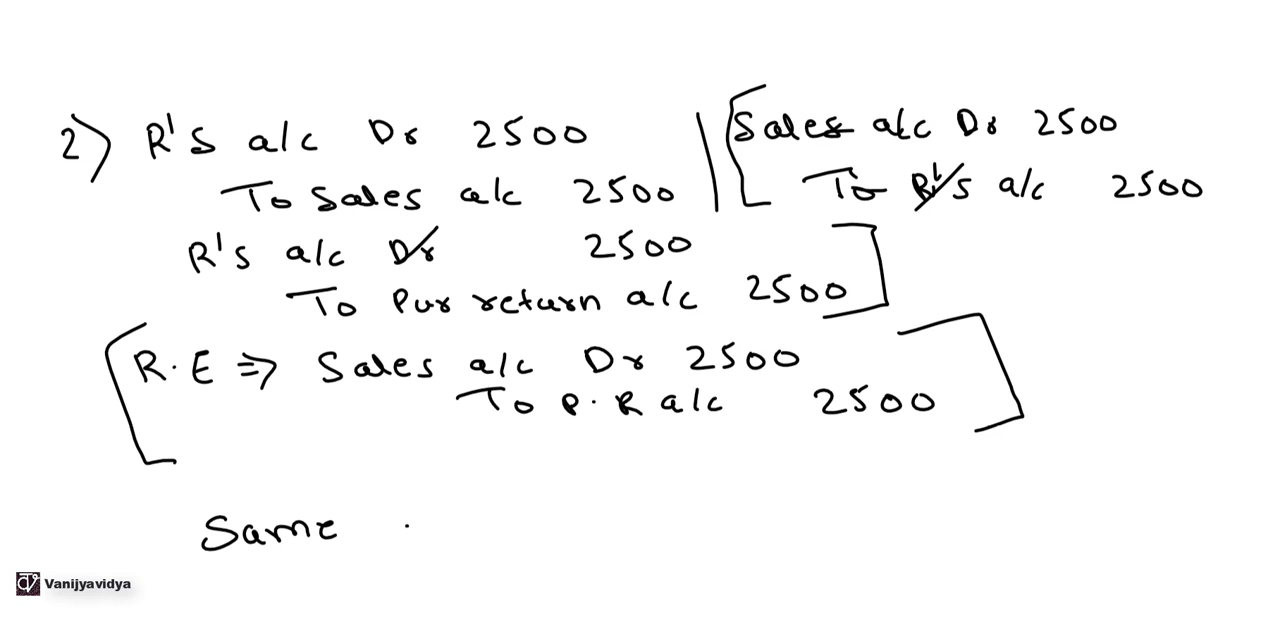 2) R's a/c Dr 2500
To Sales a/c 2500
Sales a/c Dr 2500
To R's a/c 2500
R's a/c Dr 2500
To Pur return a/c 2500
R.E ⇒ Sales a/c Dr 2500
To P.R a/c 2500
Same
Vanijyavidya